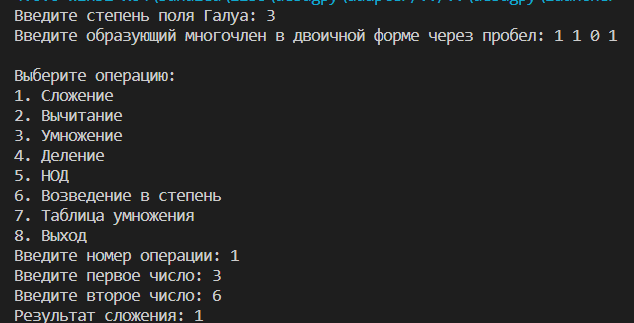 Введите степень поля Галуа: 3
Введите образующий многочлен в двоичной форме через пробел: 1 1 0 1
Выберите операцию:
1. Сложение
2. Вычитание
3. Умножение
4. Деление
5. НОД
6. Возведение в степень
7. Таблица умножения
8. Выход
Введите номер операции: 1
Введите первое число: 3
Введите второе число: 6
Результат сложения: 1